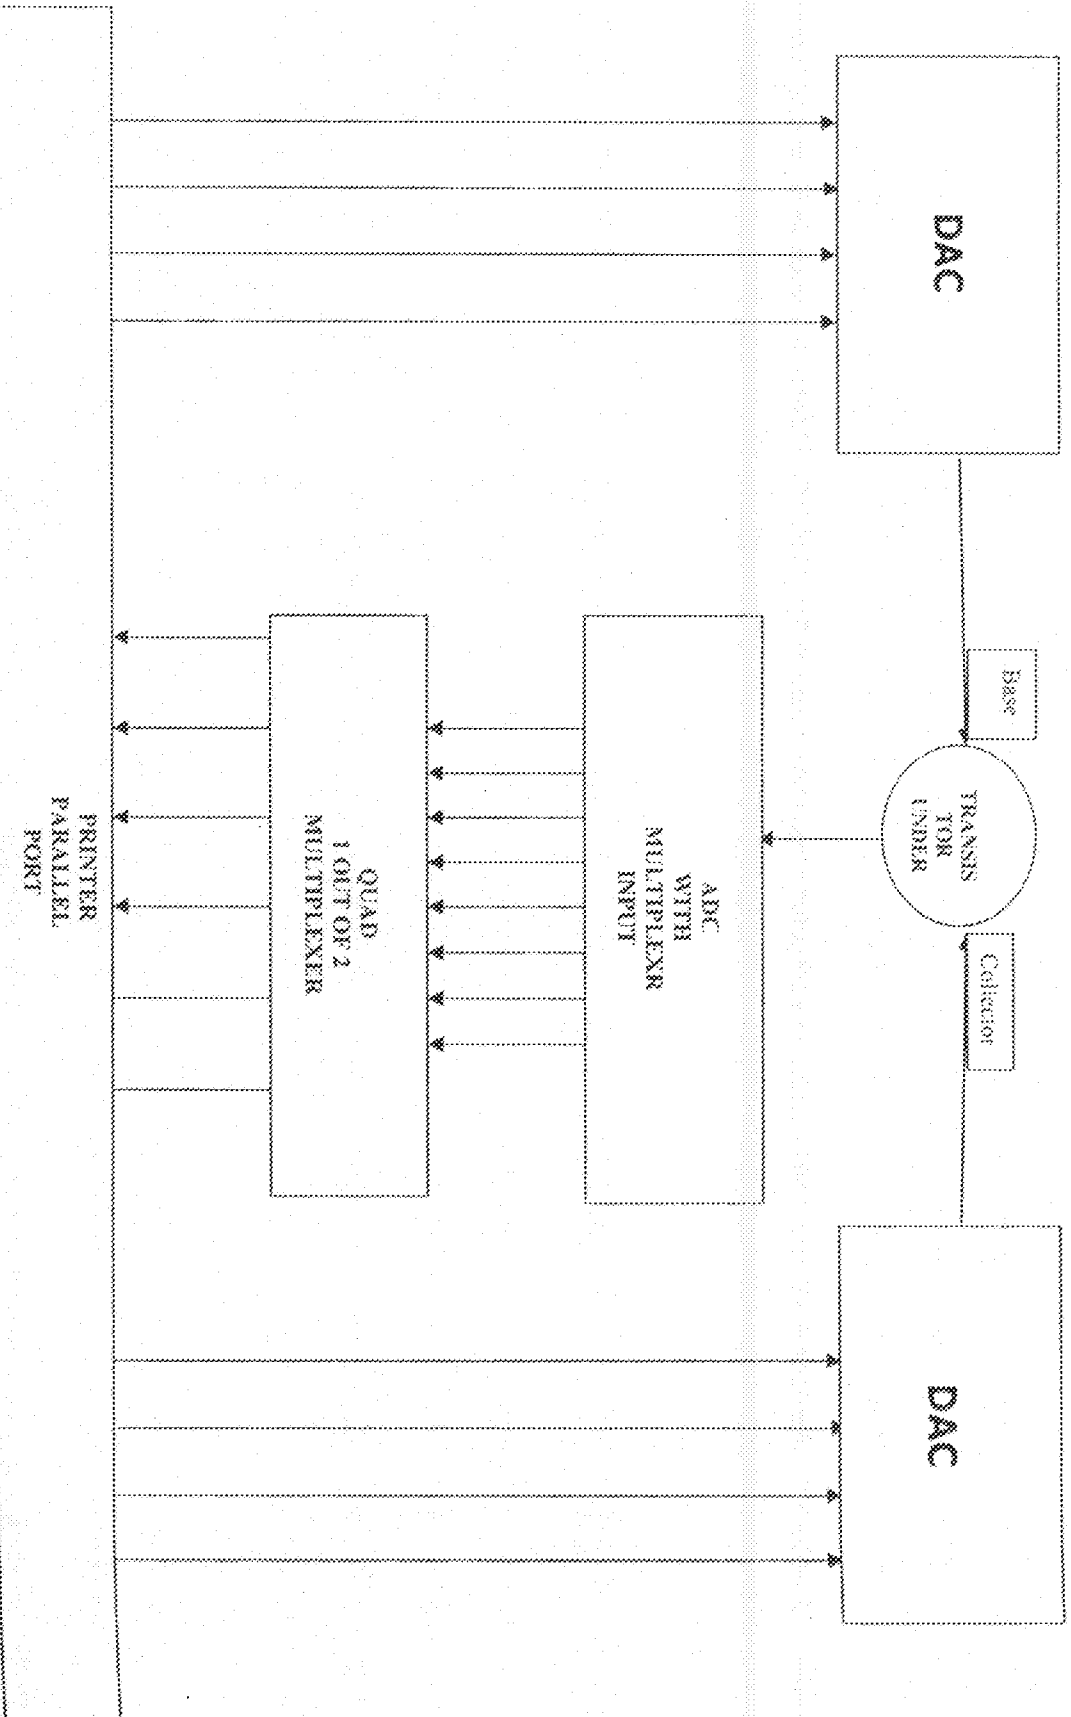 DAC
Base
TRANSIS
TOR
UNDER
Collector
DAC
ADC
WITH
MULTIPLEXR
INPUT
QUAD
1 OUT OF 2
MULTIPLEXER
PRINTER
PARALLEL
PORT